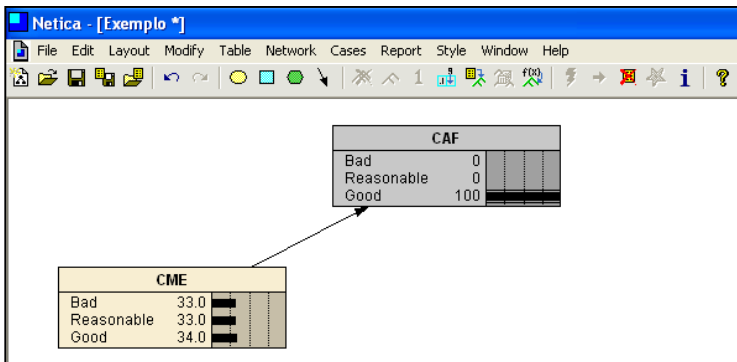 Netica - [Exemplo *]
File Edit Layout Modify Table Network Cases Report Style Window Help
1 f(x) i ?
CAF
Bad 0
Reasonable 0
Good 100
CME
Bad 33.0
Reasonable 33.0
Good 34.0